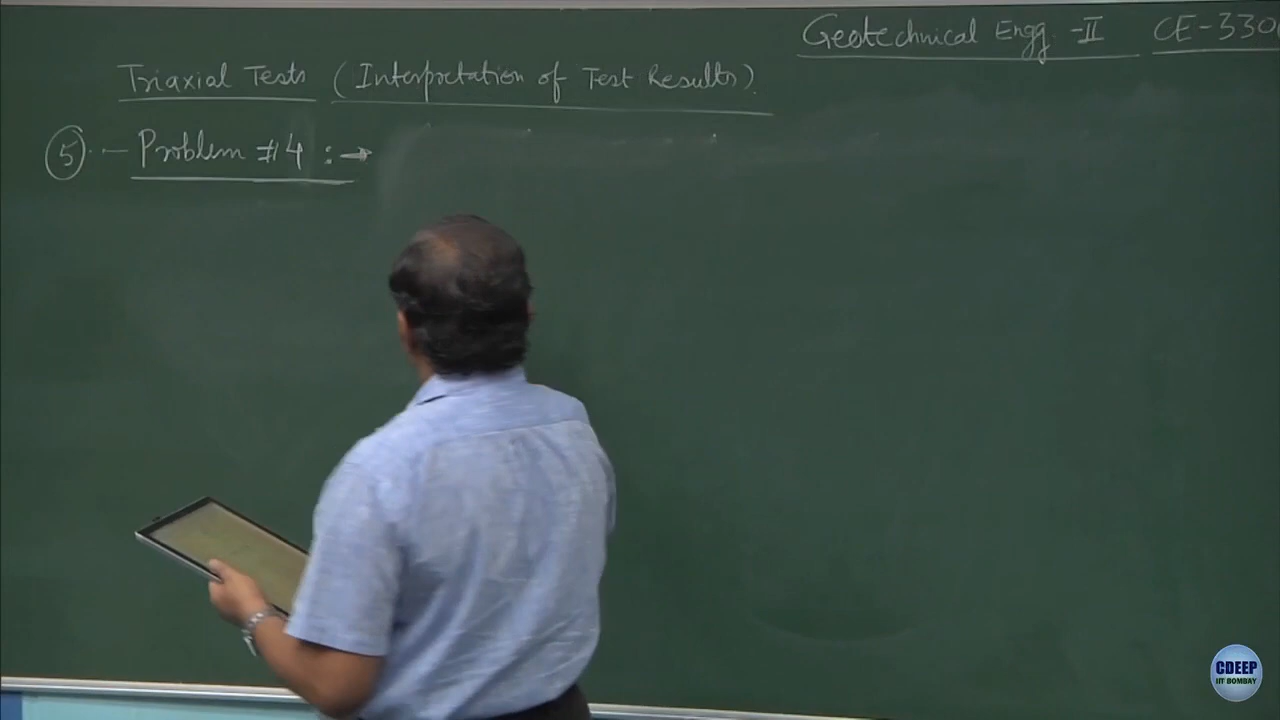 Geotechnical Engg -II CE-330
Triaxial Tests (Interpretation of Test Results).
⑤ — Problem #4 :→
CDEEP
IIT BOMBAY